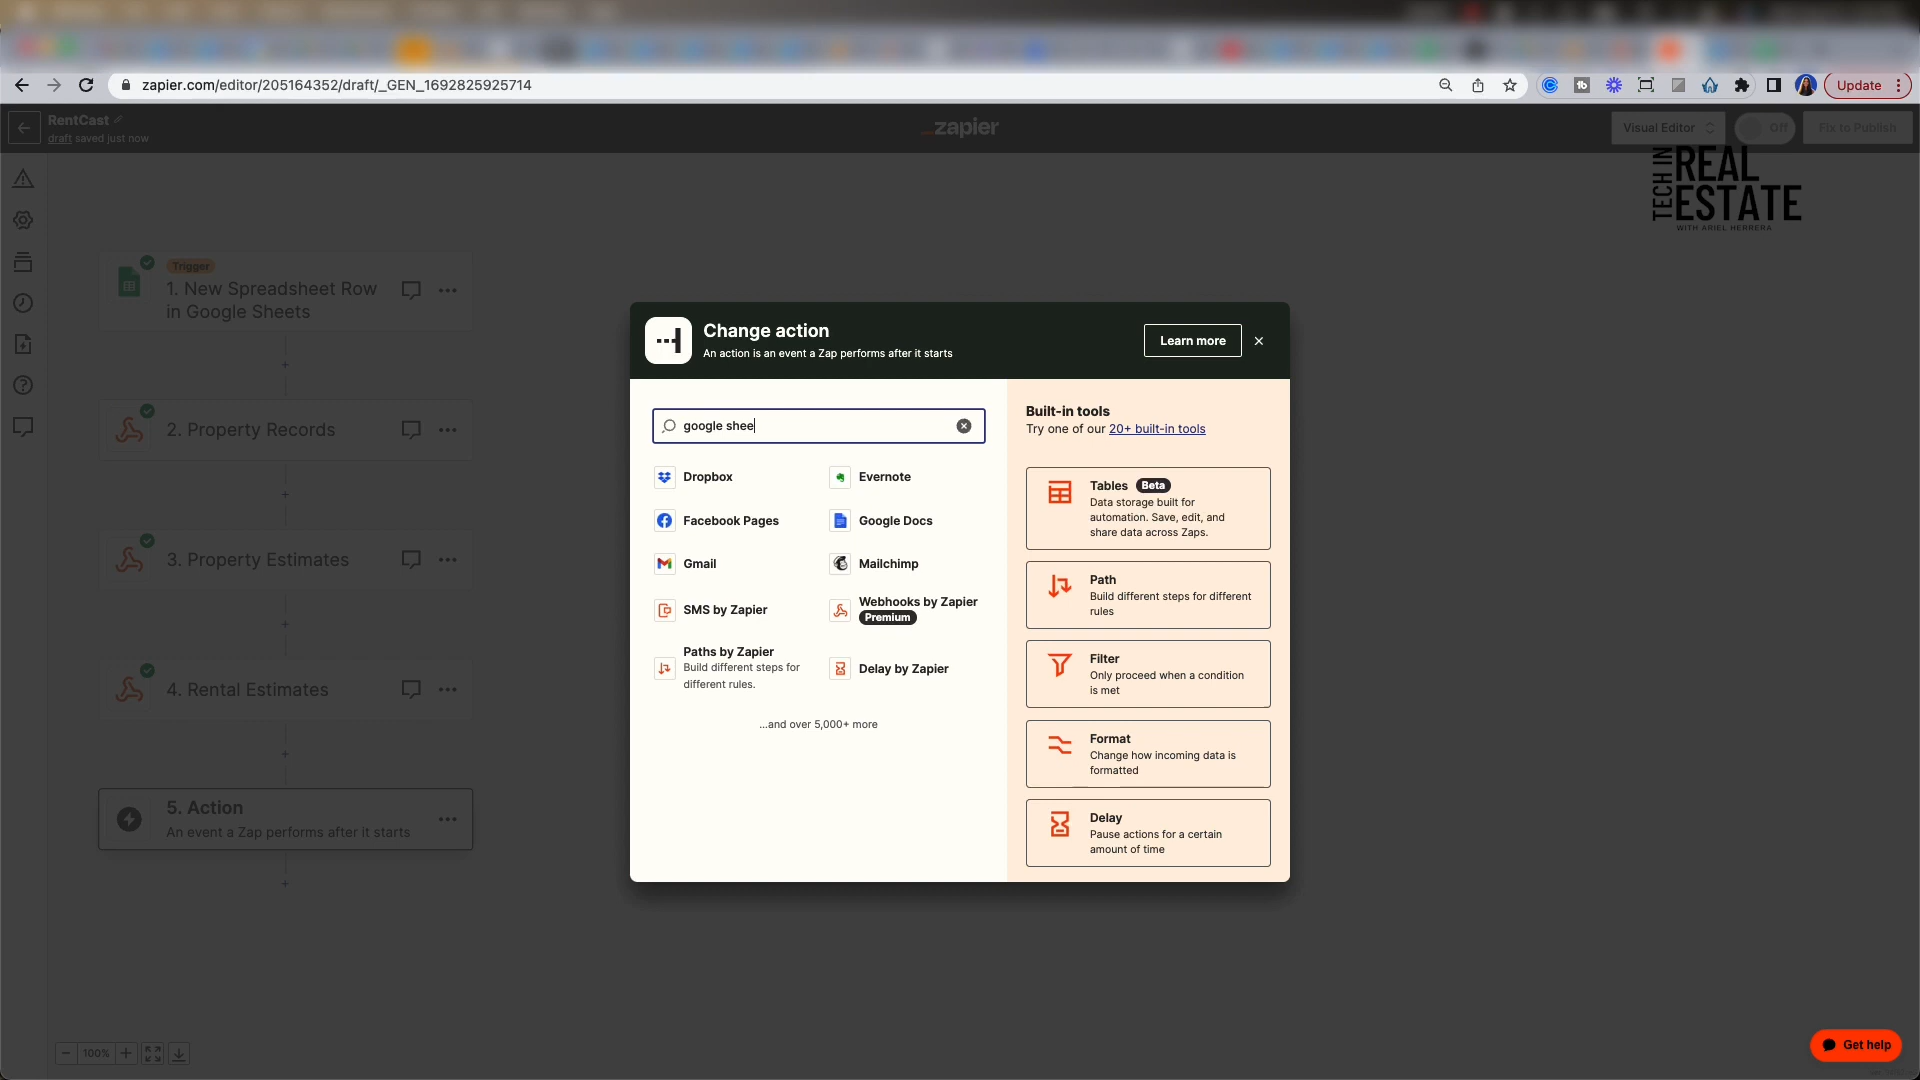 zapier.com/editor/205164352/draft/_GEN_1692825925714
Update
RentCast
draft saved just now
zapier
Visual Editor
Off
Fix to Publish
TECH IN
REAL
ESTATE
WITH ARIEL HERRERA
Trigger
1. New Spreadsheet Row
in Google Sheets
2. Property Records
3. Property Estimates
4. Rental Estimates
5. Action
An event a Zap performs after it starts
100%
Change action
An action is an event a Zap performs after it starts
Learn more
google shee
Dropbox
Evernote
Facebook Pages
Google Docs
Gmail
Mailchimp
SMS by Zapier
Webhooks by Zapier
Premium
Paths by Zapier
Build different steps for
different rules.
Delay by Zapier
...and over 5,000+ more
Built-in tools
Try one of our 20+ built-in tools
Tables Beta
Data storage built for
automation. Save, edit, and
share data across Zaps.
Path
Build different steps for different
rules
Filter
Only proceed when a condition
is met
Format
Change how incoming data is
formatted
Delay
Pause actions for a certain
amount of time
Get help